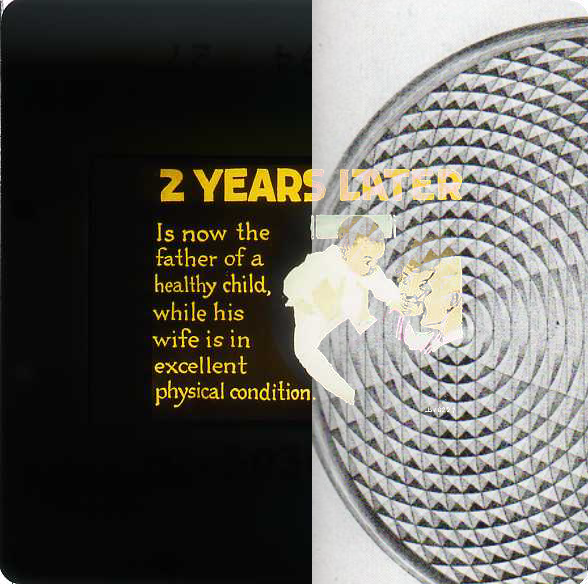 2 YEARS LATER
Is now the
father of a
healthy child,
while his
wife is in
excellent
physical condition.